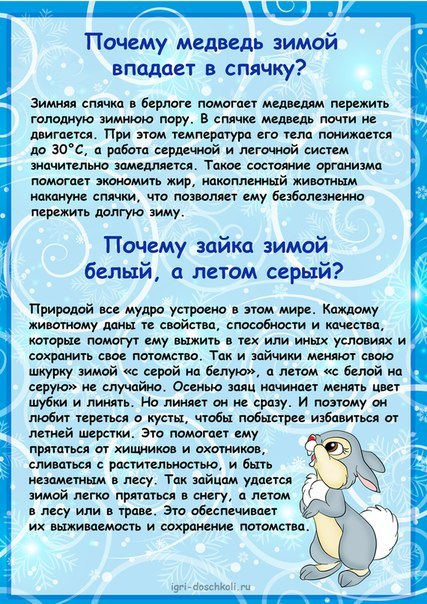 Почему медведь зимой
впадает в спячку?
Зимняя спячка в берлоге помогает медведям пережить
голодную зимнюю пору. В спячке медведь почти не
двигается. При этом температура его тела понижается
до 30°С, а работа сердечной и легочной систем
значительно замедляется. Такое состояние организма
помогает экономить жир, накопленный животным
накануне спячки, что позволяет ему безболезненно
пережить долгую зиму.
Почему зайка зимой
белый, а летом серый?
Природой все мудро устроено в этом мире. Каждому
животному даны те свойства, способности и качества,
которые помогут ему выжить в тех или иных условиях и
сохранить свое потомство. Так и зайчики меняют свою
шкурку зимой «с серой на белую», а летом «с белой на
серую» не случайно. Осенью заяц начинает менять цвет
шубки и линять. Но линяет он не сразу. И поэтому он
любит тереться о кусты, чтобы побыстрее избавиться от
летней шерстки. Это помогает ему
прятаться от хищников и охотников,
сливаться с растительностью, и быть
незаметным в лесу. Так зайцам удается
зимой легко прятаться в снегу, а летом
в лесу или в траве. Это обеспечивает
их выживаемость и сохранение потомства.
igri-doschkoli.ru